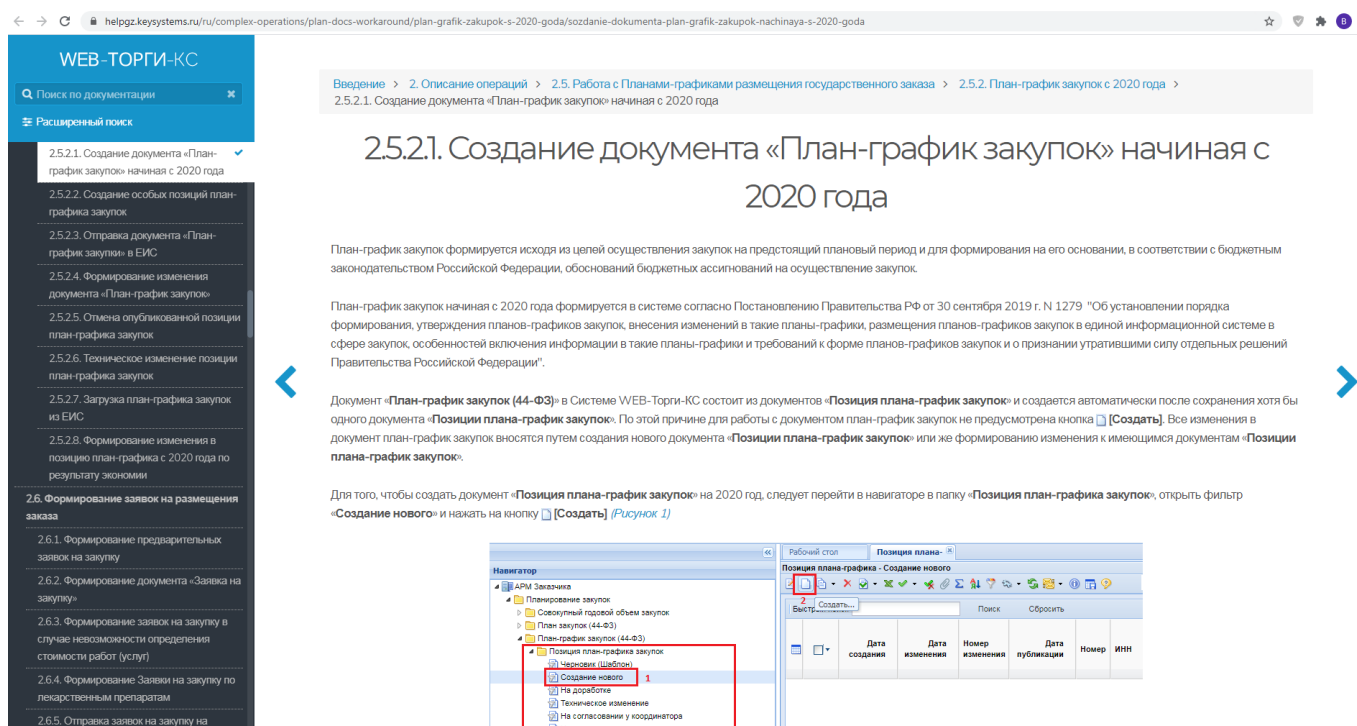 helpgz.keysystems.ru/ru/complex-operations/plan-docs-workaround/plan-grafik-zakupok-s-2020-goda/sozdanie-dokumenta-plan-grafik-zakupok-nachinaya-s-2020-goda
B
WEB-ТОРГИ-КС
Поиск по документации
Расширенный поиск
2.5.2.1. Создание документа «План-
график закупок» начиная с 2020 года
2.5.2.2. Создание особых позиций план-
графика закупок
2.5.2.3. Отправка документа «План-
график закупки» в ЕИС
2.5.2.4. Формирование изменения
документа «План-график закупок»
2.5.2.5. Отмена опубликованной позиции
план-графика закупок
2.5.2.6. Техническое изменение позиции
план-графика закупок
2.5.2.7. Загрузка план-графика закупок
из ЕИС
2.5.2.8. Формирование изменения в
позицию план-графика с 2020 года по
результату экономии
2.6. Формирование заявок на размещения
заказа
2.6.1. Формирование предварительных
заявок на закупку
2.6.2. Формирование документа «Заявка на
закупку»
2.6.3. Формирование заявок на закупку в
случае невозможности определения
стоимости работ (услуг)
2.6.4. Формирование Заявки на закупку по
лекарственным препаратам
2.6.5. Отправка заявок на закупку на
Введение > 2. Описание операций > 2.5. Работа с Планами-графиками размещения государственного заказа > 2.5.2. План-график закупок с 2020 года >
2.5.2.1. Создание документа «План-график закупок» начиная с 2020 года
2.5.2.1. Создание документа «План-график закупок» начиная с
2020 года
План-график закупок формируется исходя из целей осуществления закупок на предстоящий плановый период и для формирования на его основании, в соответствии с бюджетным
законодательством Российской Федерации, обоснований бюджетных ассигнований на осуществление закупок.
План-график закупок начиная с 2020 года формируется в системе согласно Постановлению Правительства РФ от 30 сентября 2019 г. N 1279 "Об установлении порядка
формирования, утверждения планов-графиков закупок, внесения изменений в такие планы-графики, размещения планов-графиков закупок в единой информационной системе в
сфере закупок, особенностей включения информации в такие планы-графики и требований к форме планов-графиков закупок и о признании утратившими силу отдельных решений
Правительства Российской Федерации".
Документ «План-график закупок (44-ФЗ)» в Системе WEB-Торги-КС состоит из документов «Позиция плана-график закупок» и создается автоматически после сохранения хотя бы
одного документа «Позиции плана-график закупок». По этой причине для работы с документом план-график закупок не предусмотрена кнопка [Создать]. Все изменения в
документ план-график закупок вносятся путем создания нового документа «Позиции плана-график закупок» или же формированию изменения к имеющимся документам «Позиции
плана-график закупок».
Для того, чтобы создать документ «Позиция плана-график закупок» на 2020 год, следует перейти в навигаторе в папку «Позиция план-графика закупок», открыть фильтр
«Создание нового» и нажать на кнопку [Создать] (Рисунок 1)
Навигатор
АРМ Заказчика
Планирование закупок
Совокупный годовой объем закупок
План закупок (44-ФЗ)
План-график закупок (44-ФЗ)
Позиция план-графика закупок
Черновик (Шаблон)
Создание нового 1
На доработке
Техническое изменение
На согласовании у координатора
Рабочий стол Позиция плана-
Позиция плана-графика - Создание нового
2 Создать...
Поиск Сбросить
Дата создания Дата изменения Номер изменения Дата публикации Номер ИНН